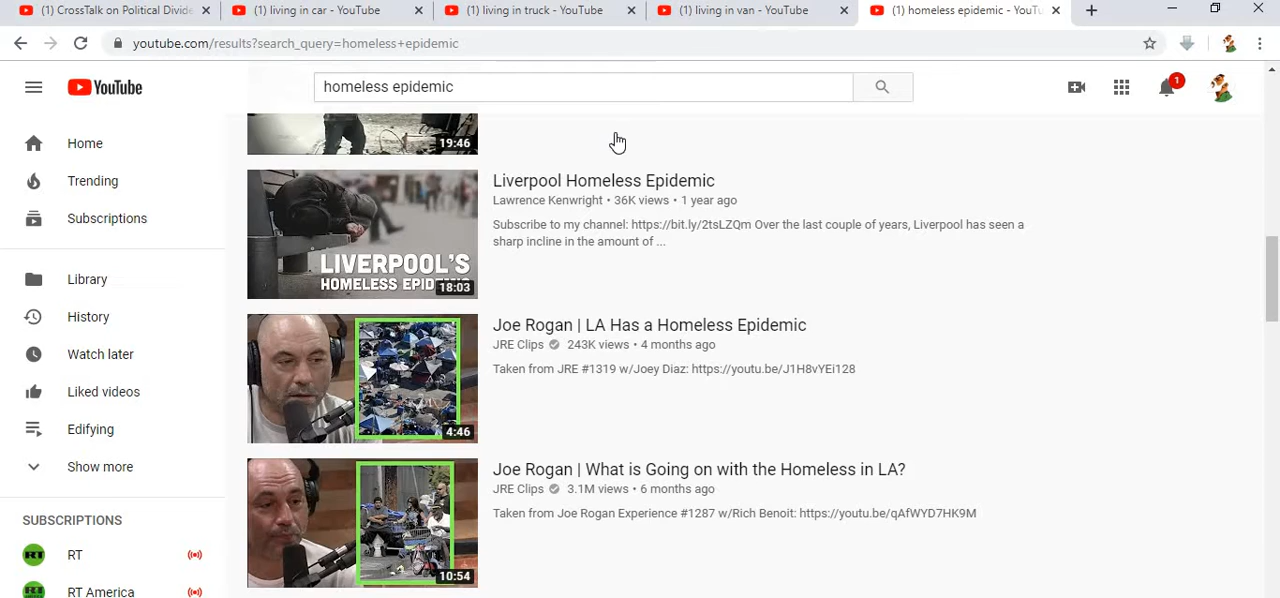 (1) CrossTalk on Political Divide
(1) living in car - YouTube
(1) living in truck - YouTube
(1) living in van - YouTube
(1) homeless epidemic - YouTu
youtube.com/results?search_query=homeless+epidemic
YouTube
homeless epidemic
1
Home
Trending
Subscriptions
Library
History
Watch later
Liked videos
Edifying
Show more
SUBSCRIPTIONS
RT
RT
RT America
19:46
LIVERPOOL'S
HOMELESS EPID
18:03
Liverpool Homeless Epidemic
Lawrence Kenwright • 36K views • 1 year ago
Subscribe to my channel: https://bit.ly/2tsLZQm Over the last couple of years, Liverpool has seen a
sharp incline in the amount of ...
4:46
Joe Rogan | LA Has a Homeless Epidemic
JRE Clips 243K views • 4 months ago
Taken from JRE #1319 w/Joey Diaz: https://youtu.be/J1H8vYEi128
10:54
Joe Rogan | What is Going on with the Homeless in LA?
JRE Clips 3.1M views • 6 months ago
Taken from Joe Rogan Experience #1287 w/Rich Benoit: https://youtu.be/qAfWYD7HK9M